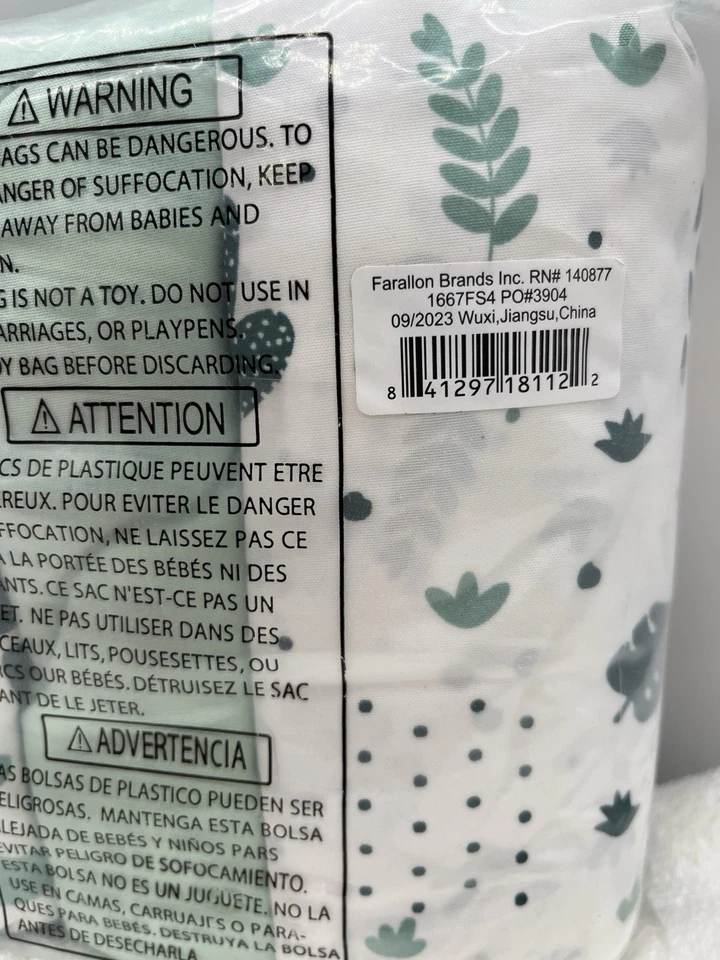 WARNING
AGS CAN BE DANGEROUS. TO
ANGER OF SUFFOCATION, KEEP
AWAY FROM BABIES AND
N.
G IS NOT A TOY. DO NOT USE IN
ARRIAGES, OR PLAYPENS.
OY BAG BEFORE DISCARDING.
ATTENTION
CS DE PLASTIQUE PEUVENT ETRE
EREUX. POUR EVITER LE DANGER
FFOCATION, NE LAISSEZ PAS CE
A LA PORTÉE DES BÉBÉS NI DES
ANTS. CE SAC N'EST-CE PAS UN
ET. NE PAS UTILISER DANS DES
CEAUX, LITS, POUSESETTES, OU
RCS OUR BÉBÉS. DÉTRUISEZ LE SAC
ANT DE LE JETER.
ADVERTENCIA
AS BOLSAS DE PLASTICO PUEDEN SER
ELIGROSAS. MANTENGA ESTA BOLSA
LEJADA DE BEBÉS Y NIÑOS PARS
EVITAR PELIGRO DE SOFOCAMIENTO.
ESTA BOLSA NO ES UN JUGUETE. NO LA
USE EN CAMAS, CARRUAJES O PARA-
QUES PARA BEBÉS. DESTRUYA LA BOLSA
ANTES DE DESECHARLA
Farallon Brands Inc. RN# 140877
1667FS4 PO#3904
09/2023 Wuxi,Jiangsu,China
8 41297 18112 2